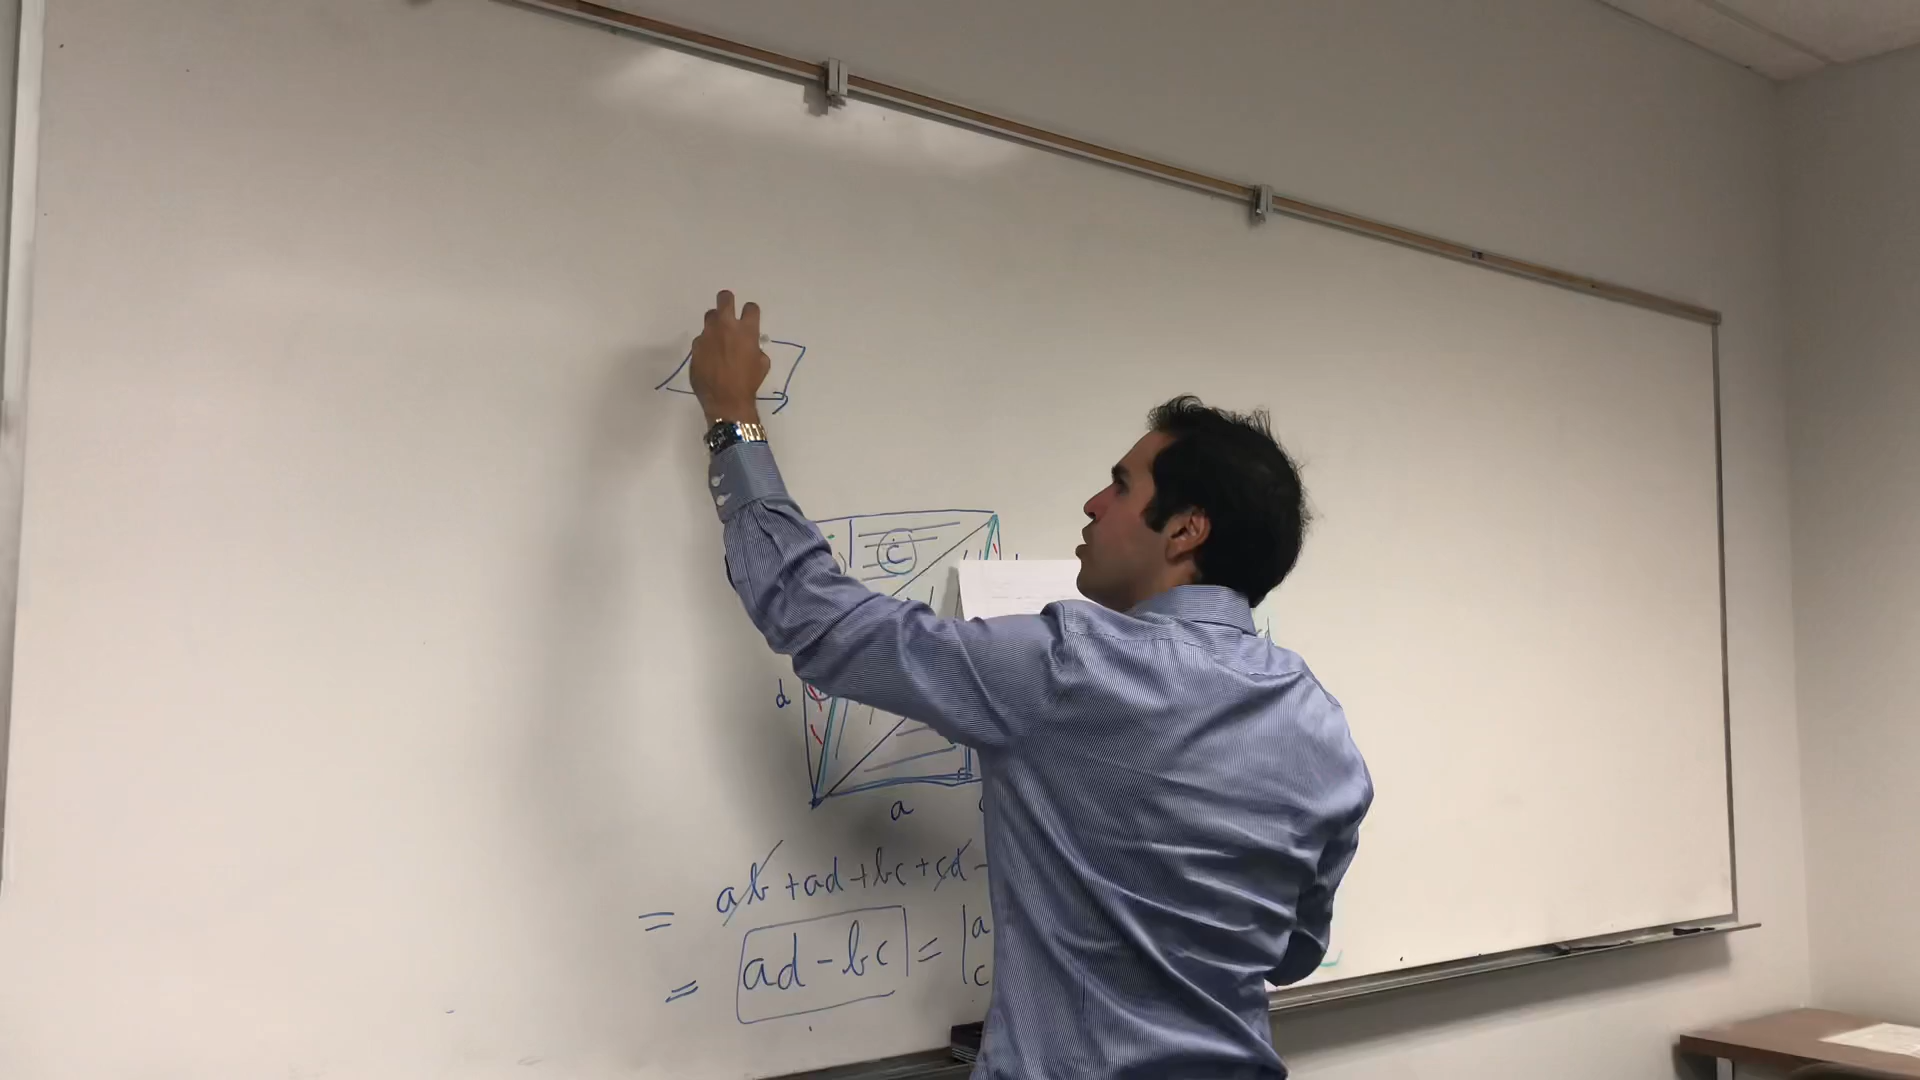 C
d
a
= ab + ad + bc + cd -
= ad - bc = | a
c